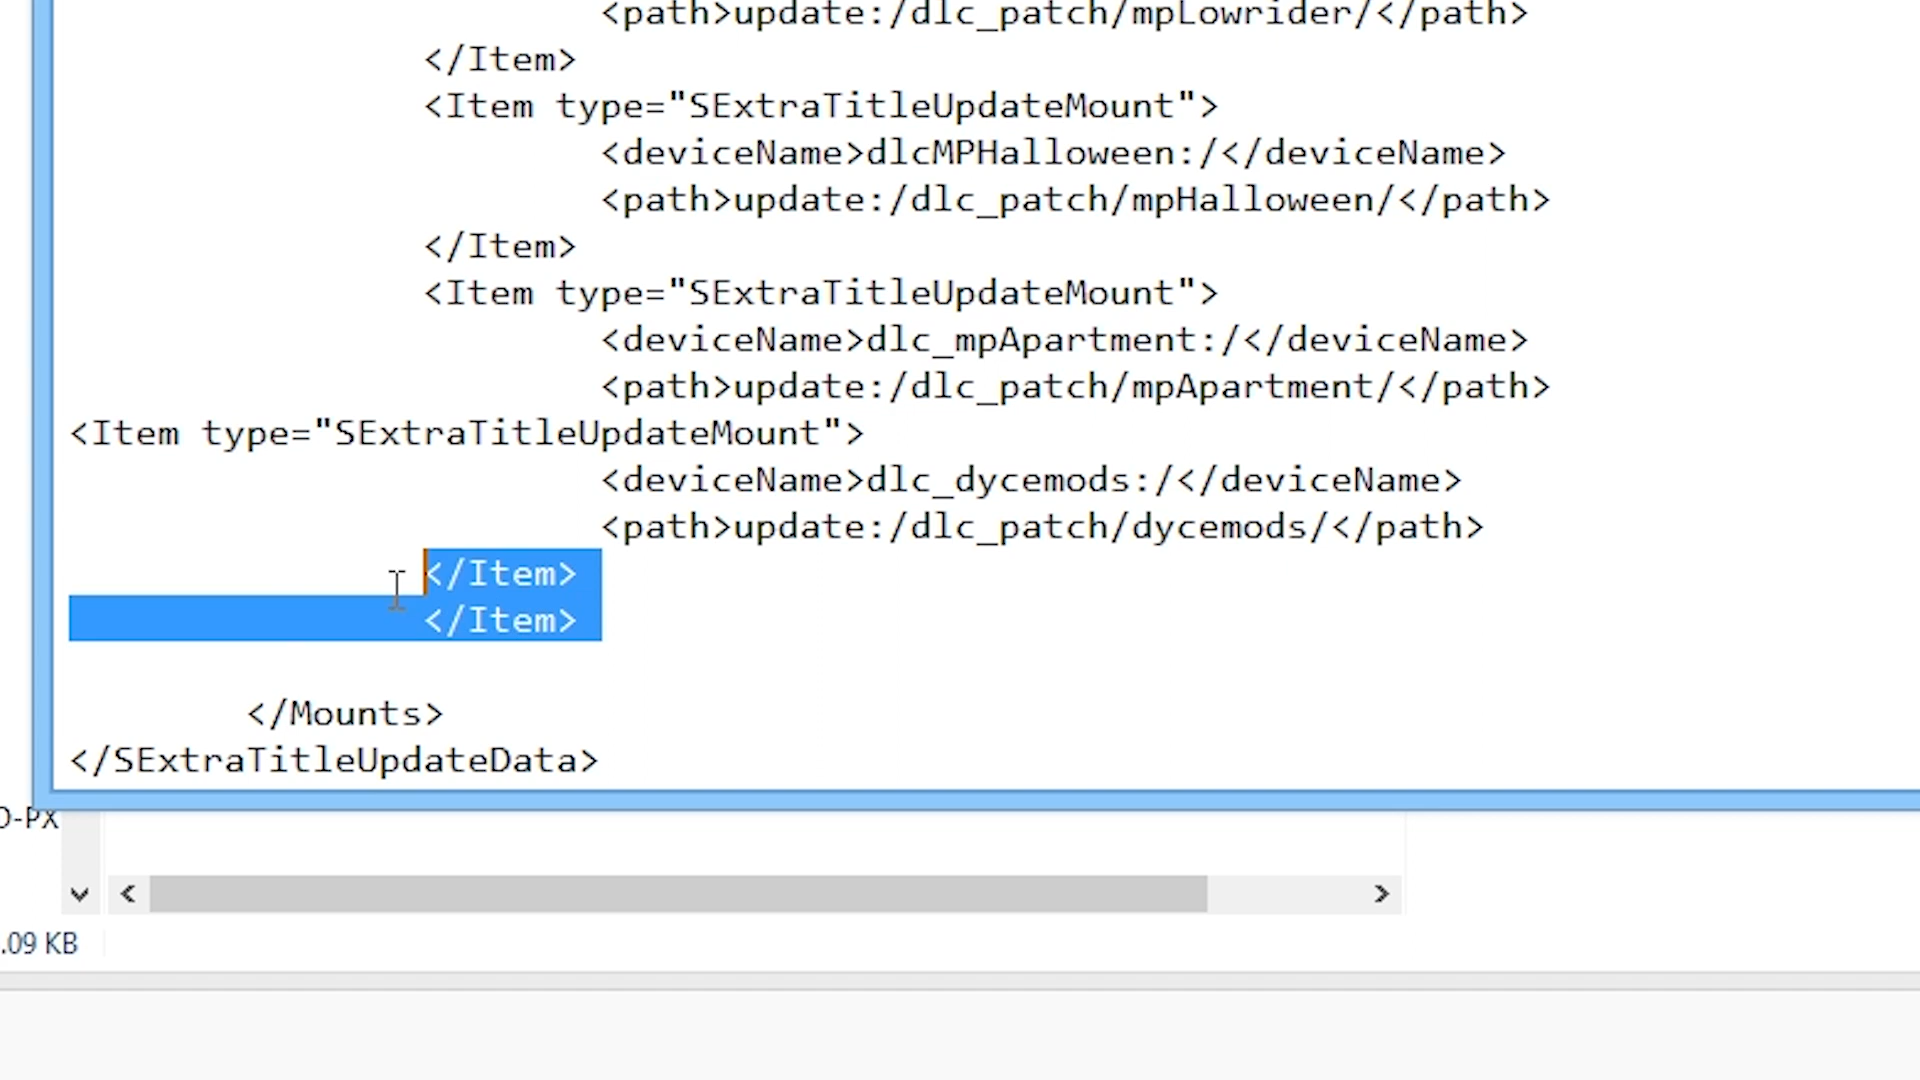 <path>update:/dlc_patch/mpLowrider/</path>
</Item>
<Item type="SExtraTitleUpdateMount">
<deviceName>dlcMPHalloween:/</deviceName>
<path>update:/dlc_patch/mpHalloween/</path>
</Item>
<Item type="SExtraTitleUpdateMount">
<deviceName>dlc_mpApartment:/</deviceName>
<path>update:/dlc_patch/mpApartment/</path>
<Item type="SExtraTitleUpdateMount">
<deviceName>dlc_dycemods:/</deviceName>
<path>update:/dlc_patch/dycemods/</path>
</Item>
</Item>
</Mounts>
</SExtraTitleUpdateData>
-PX
.09 KB